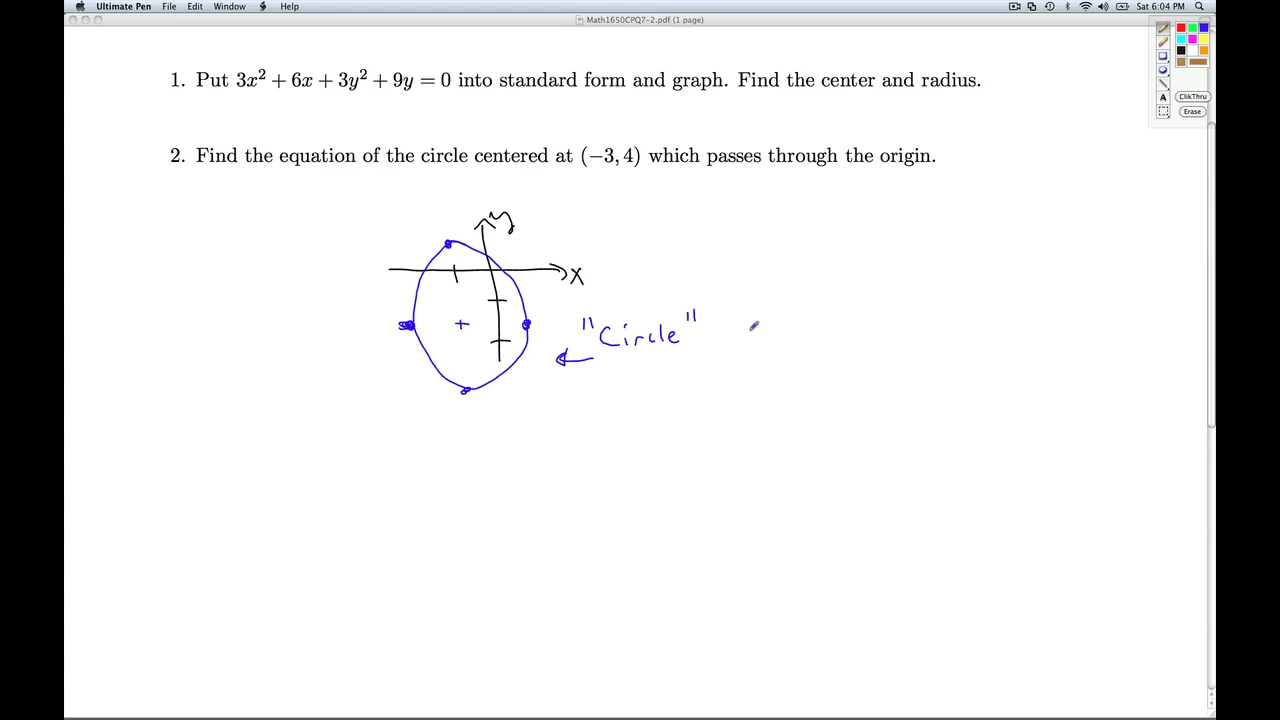 Ultimate Pen File Edit Window Help Sat 6:04 PM
Math1650CPQ7-2.pdf (1 page)
1. Put 3x² + 6x + 3y² + 9y = 0 into standard form and graph. Find the center and radius.
2. Find the equation of the circle centered at (−3, 4) which passes through the origin.
y
x
"Circle"
A
ClikThru
Erase